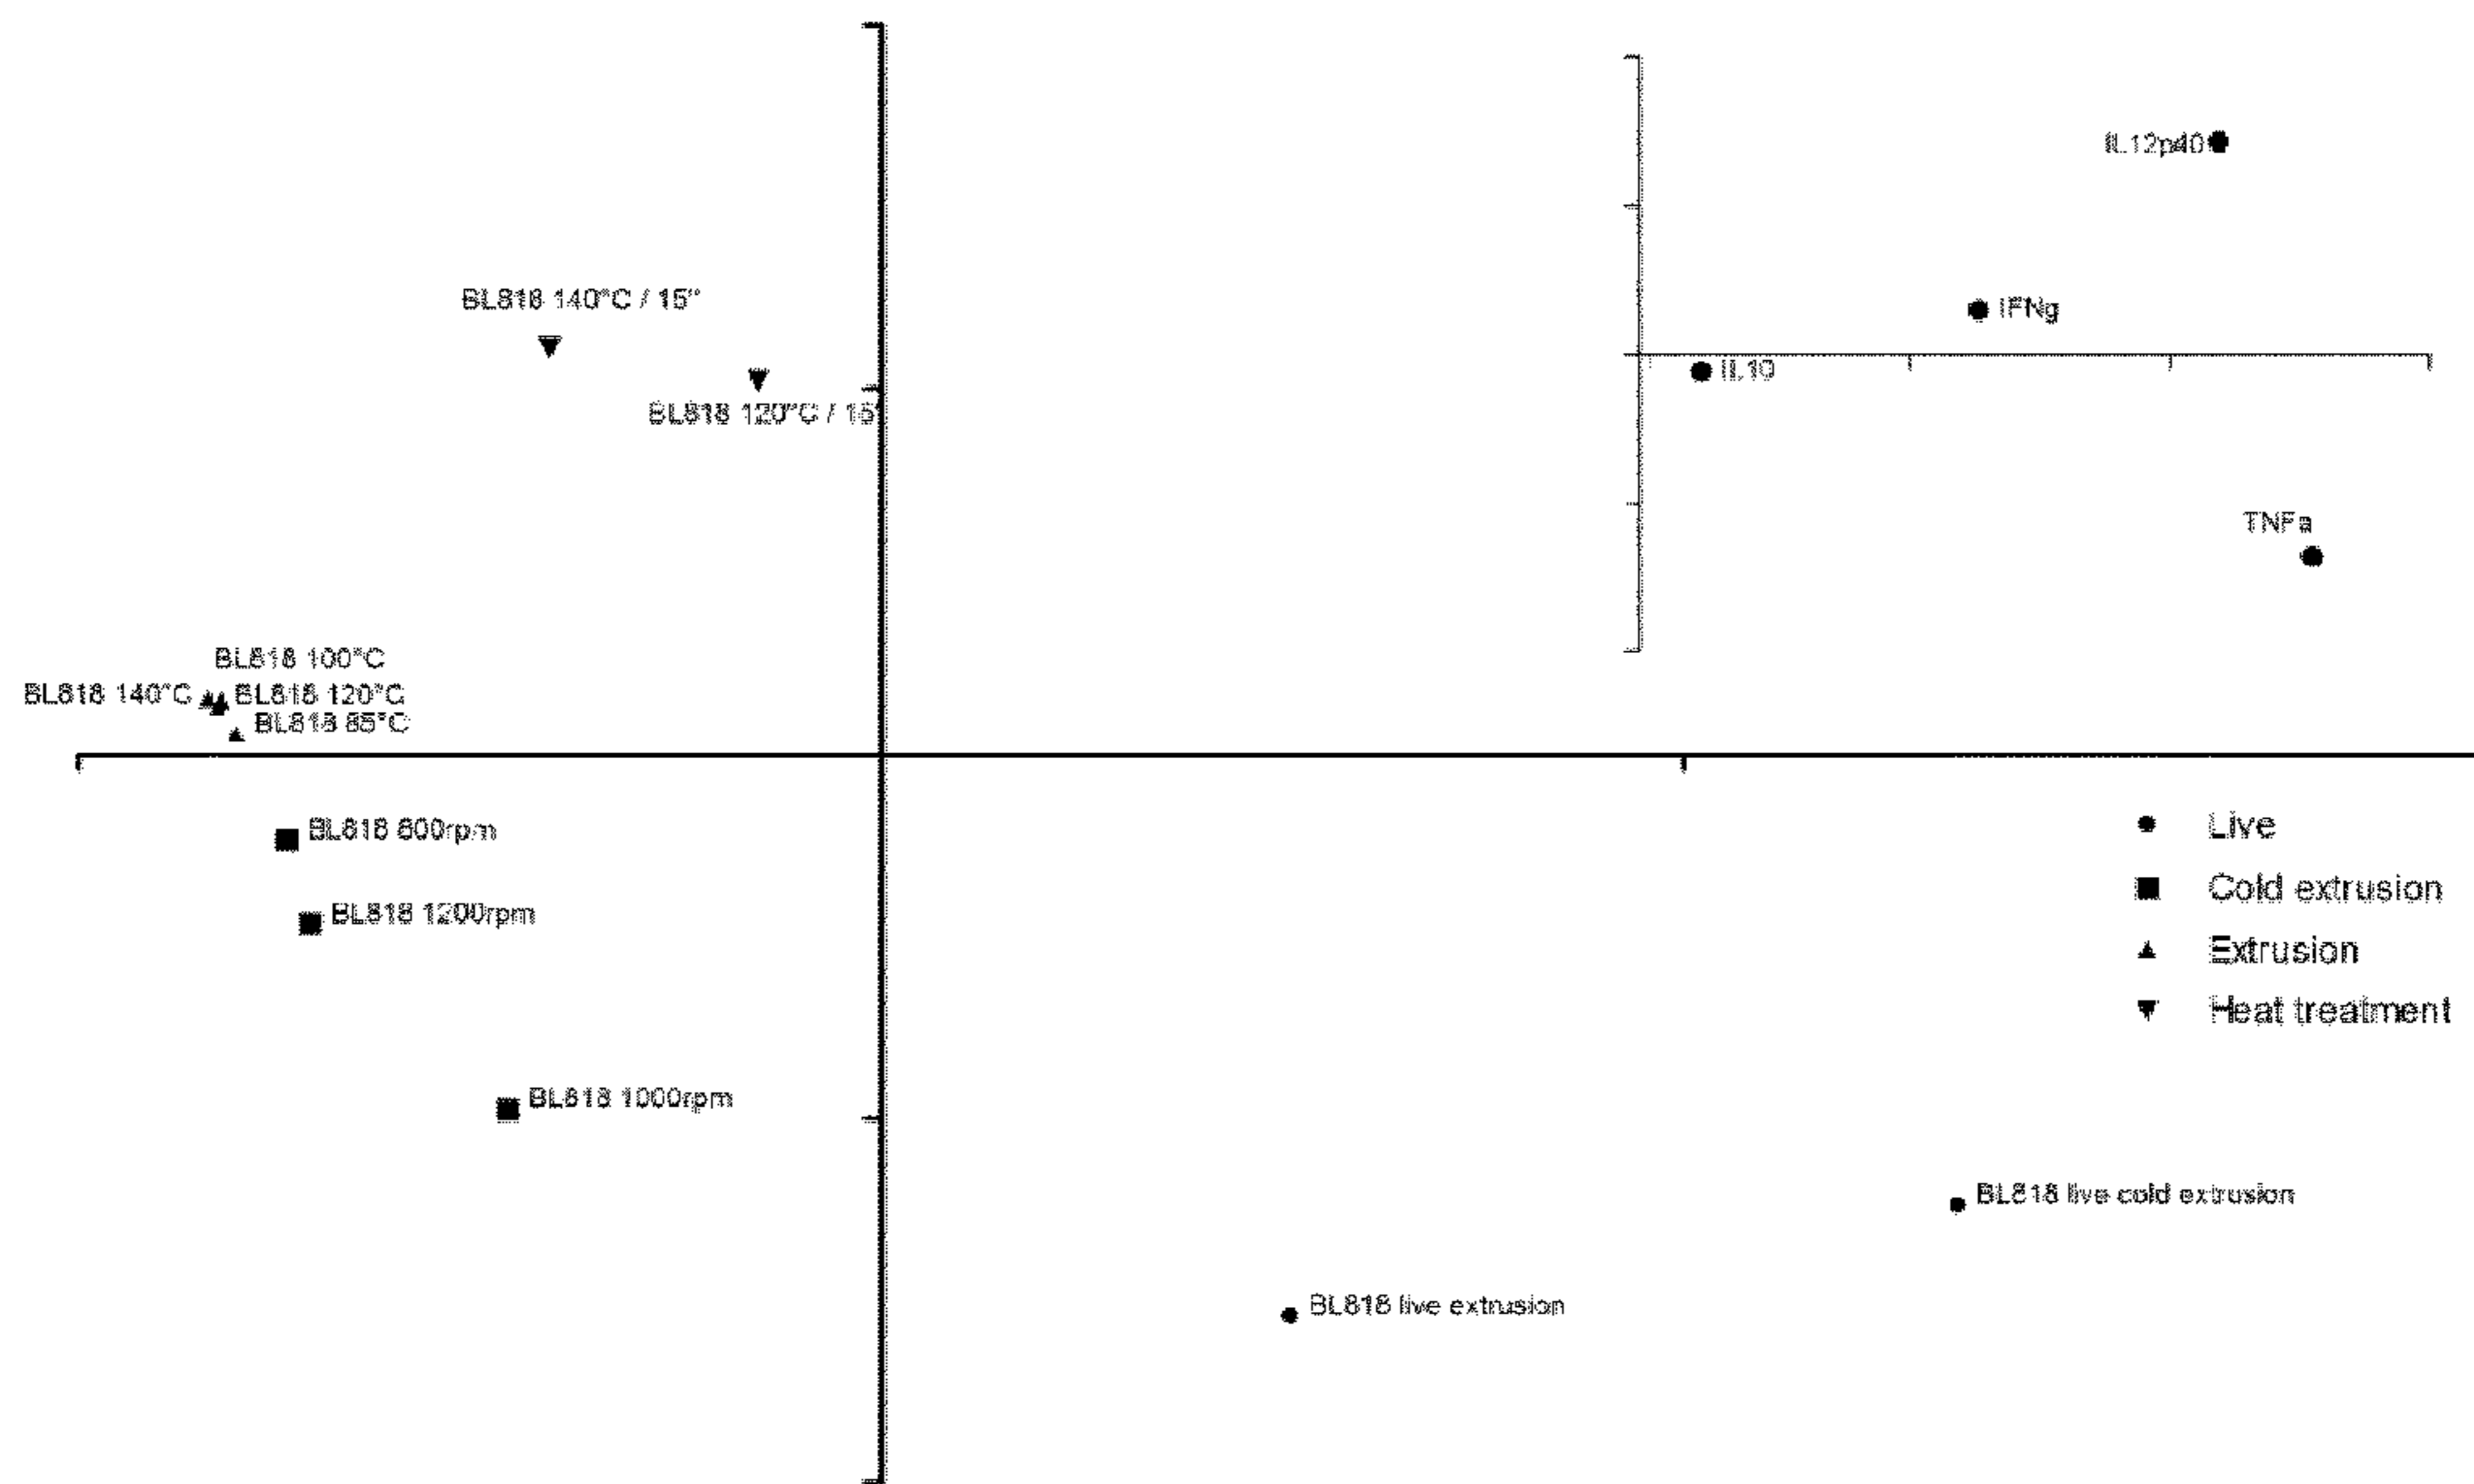 IL12p40
BL818 140°C / 15"
IFNg
IL10
BL818 120°C / 15"
TNFa
BL818 100°C
BL818 140°C
BL818 120°C
BL818 85°C
BL818 800rpm
Live
Cold extrusion
BL818 1200rpm
Extrusion
Heat treatment
BL818 1000rpm
BL818 live cold extrusion
BL818 live extrusion